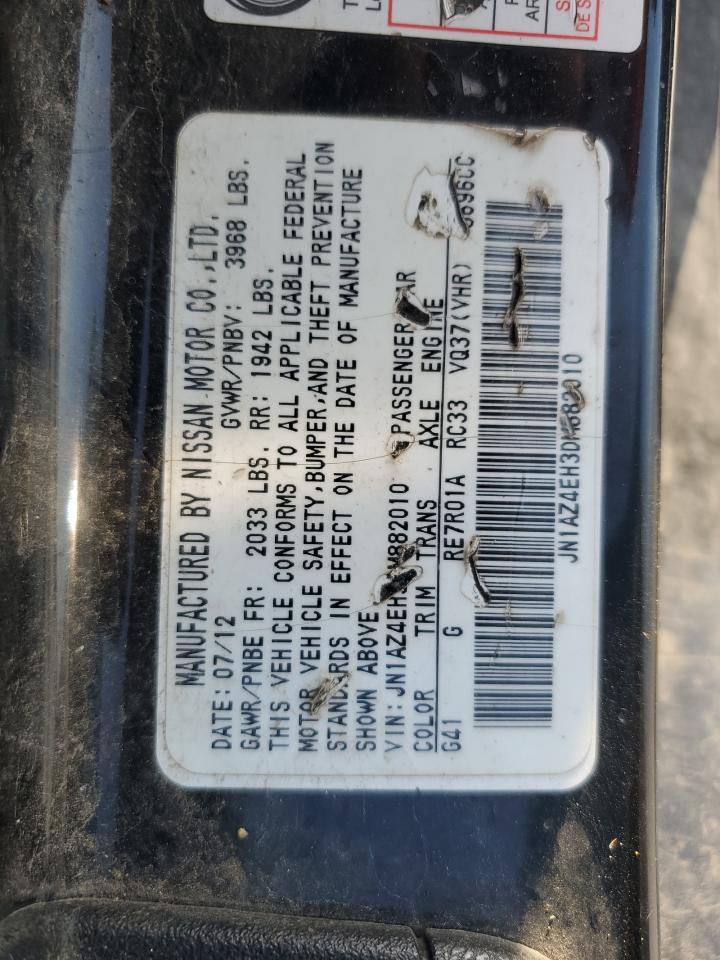 MANUFACTURED BY NISSAN MOTOR CO.,LTD.
DATE: 07/12 GVWR/PNBV: 3968 LBS.
GAWR/PNBE FR: 2033 LBS. RR: 1942 LBS.
THIS VEHICLE CONFORMS TO ALL APPLICABLE FEDERAL
MOTOR VEHICLE SAFETY,BUMPER,AND THEFT PREVENTION
STANDARDS IN EFFECT ON THE DATE OF MANUFACTURE
SHOWN ABOVE
VIN: PASSENGER
COLOR TRIM TRANS AXLE ENGINE
G41 G RE7R01A RC33 VQ37(VHR)